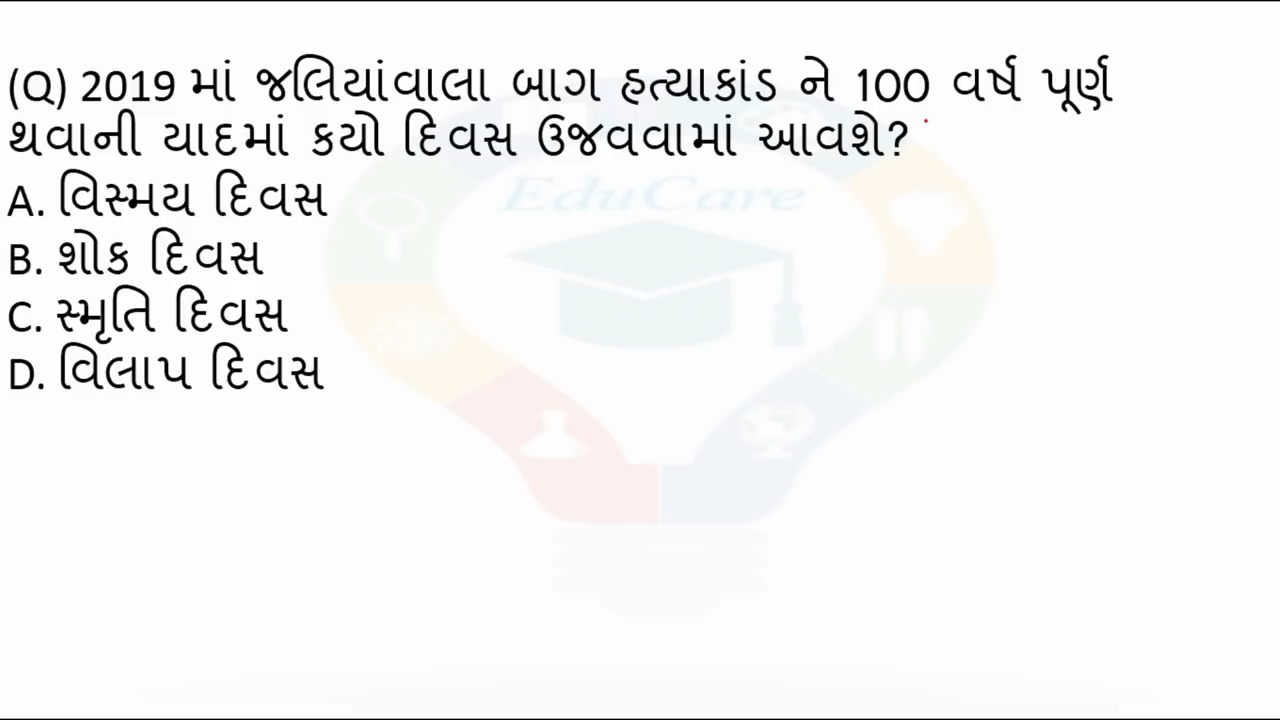 (Q) 2019 માં જલિયાંવાલા બાગ હત્યાકાંડ ને 100 વર્ષ પૂર્ણ
થવાની યાદમાં કયો દિવસ ઉજવવામાં આવશે?
A. વિસ્મય દિવસ
B. શોક દિવસ
C. સ્મૃતિ દિવસ
D. વિલાપ દિવસ
EduCare